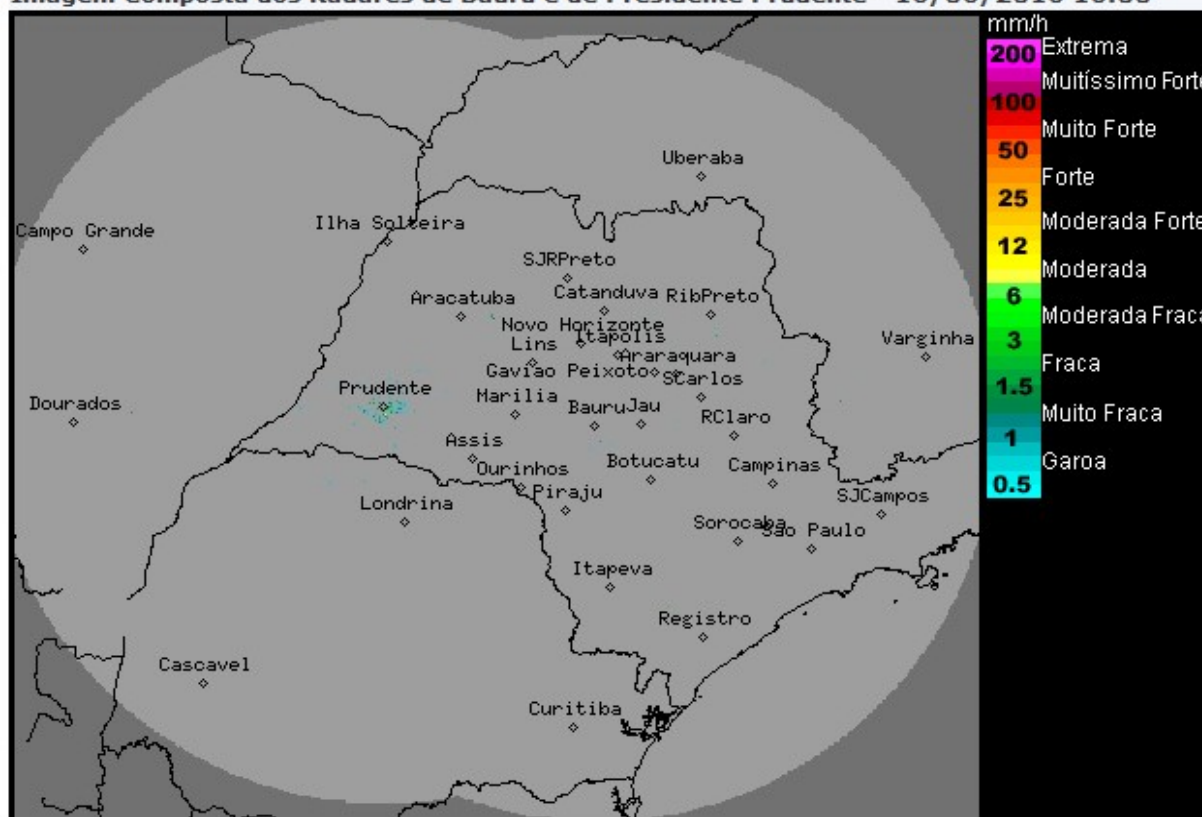 Imagem Composta dos Radares de Bauru e de Presidente Prudente -
mm/h
200 Extrema
Muitíssimo Forte
100
Muito Forte
50
Forte
25
Moderada Forte
12
Moderada
6
Moderada Fraca
3
Fraca
1.5
Muito Fraca
1
Garoa
0.5
Uberaba
Campo Grande
Ilha Solteira
SJRPreto
Catanduva
RibPreto
Aracatuba
Novo Horizonte
Itapolis
Lins
Araraquara
Varginha
Gaviao Peixoto
SCarlos
Prudente
Dourados
Marilia
Bauru
Jau
RClaro
Assis
Ourinhos
Botucatu
Campinas
Piraju
SJCampos
Londrina
Sorocaba
Sao Paulo
Itapeva
Registro
Cascavel
Curitiba